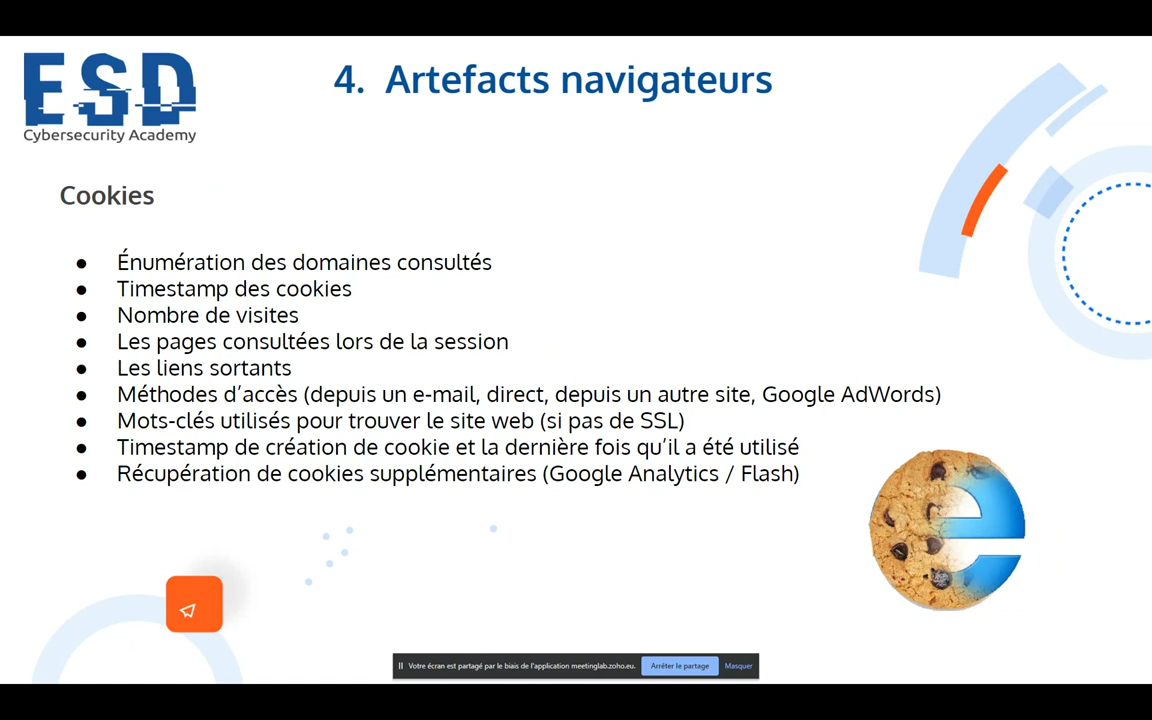 ESD
Cybersecurity Academy
4. Artefacts navigateurs
Cookies
● Énumération des domaines consultés
● Timestamp des cookies
● Nombre de visites
● Les pages consultées lors de la session
● Les liens sortants
● Méthodes d’accès (depuis un e-mail, direct, depuis un autre site, Google AdWords)
● Mots-clés utilisés pour trouver le site web (si pas de SSL)
● Timestamp de création de cookie et la dernière fois qu’il a été utilisé
● Récupération de cookies supplémentaires (Google Analytics / Flash)
Votre écran est partagé par le biais de l'application meetinglab.zoho.eu. Arrêter le partage Masquer